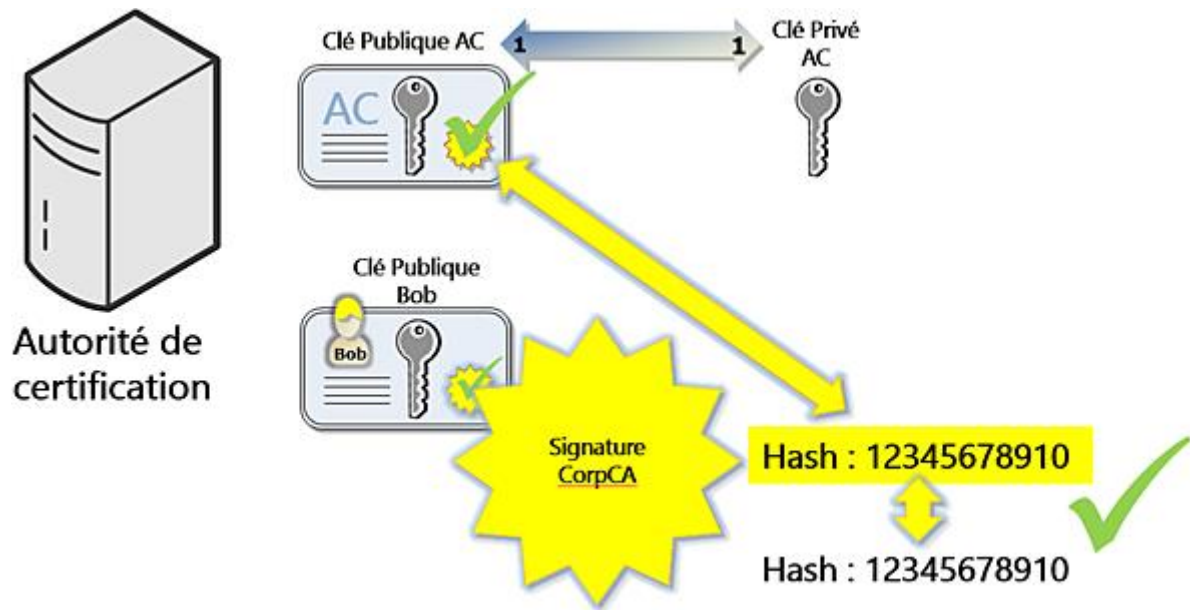 Clé Publique AC
1
1
Clé Privé
AC
AC
Clé Publique
Bob
Bob
Autorité de
certification
Signature
CorpCA
Hash : 12345678910
Hash : 12345678910